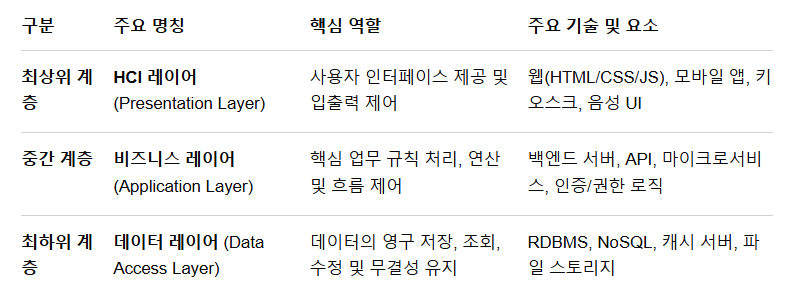 구분 주요 명칭 핵심 역할 주요 기술 및 요소
최상위 계 HCI 레이어 사용자 인터페이스 제공 및 웹(HTML/CSS/JS), 모바일 앱, 키
층 (Presentation Layer) 입출력 제어 오스크, 음성 UI
중간 계층 비즈니스 레이어 핵심 업무 규칙 처리, 연산 백엔드 서버, API, 마이크로서비
(Application Layer) 및 흐름 제어 스, 인증/권한 로직
최하위 계 데이터 레이어 (Data 데이터의 영구 저장, 조회, RDBMS, NoSQL, 캐시 서버, 파
층 Access Layer) 수정 및 무결성 유지 일 스토리지